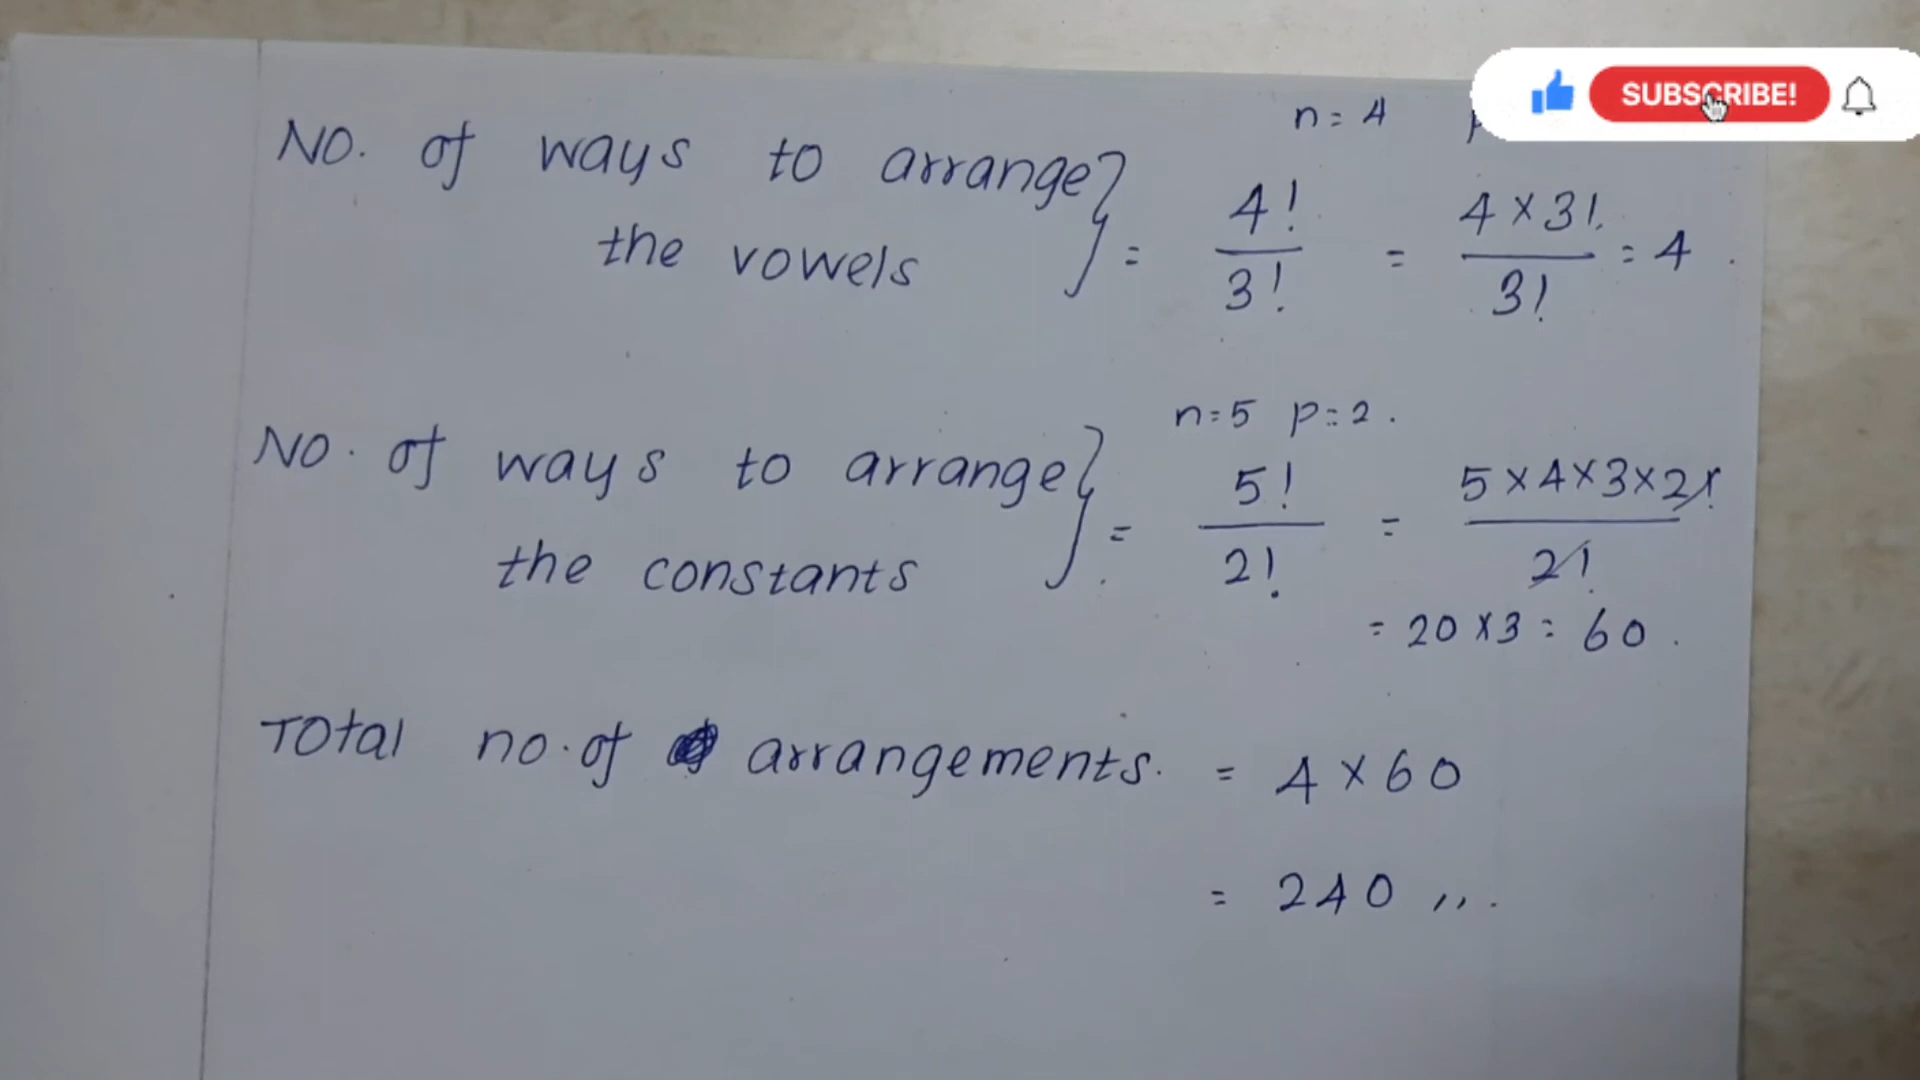 SUBSCRIBE!
n = 4
NO. of ways to arrange
the vowels } = 4! / 3! = 4 × 3! / 3! = 4 .
n = 5 p = 2 .
NO. of ways to arrange
the constants } = 5! / 2! = 5 × 4 × 3 × 2! / 2!
= 20 × 3 = 60 .
Total no. of arrangements. = 4 × 60
= 240 ,, .